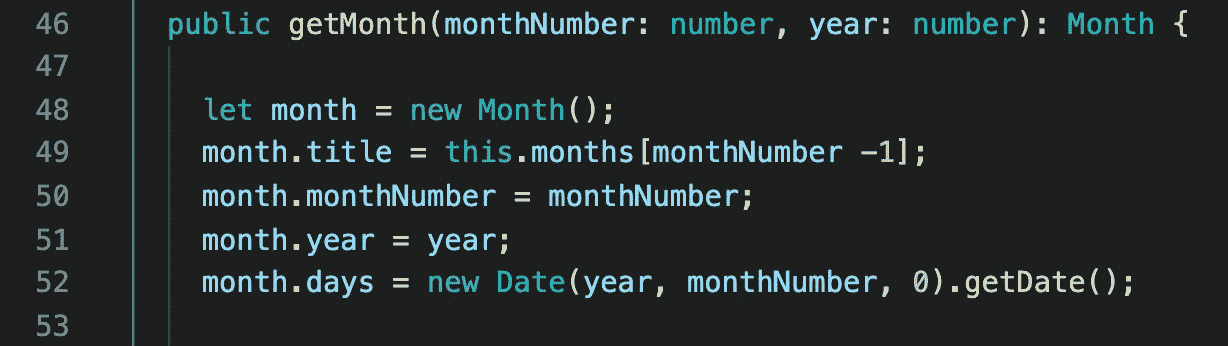 46 public getMonth(monthNumber: number, year: number): Month {
47
48 let month = new Month();
49 month.title = this.months[monthNumber -1];
50 month.monthNumber = monthNumber;
51 month.year = year;
52 month.days = new Date(year, monthNumber, 0).getDate();
53